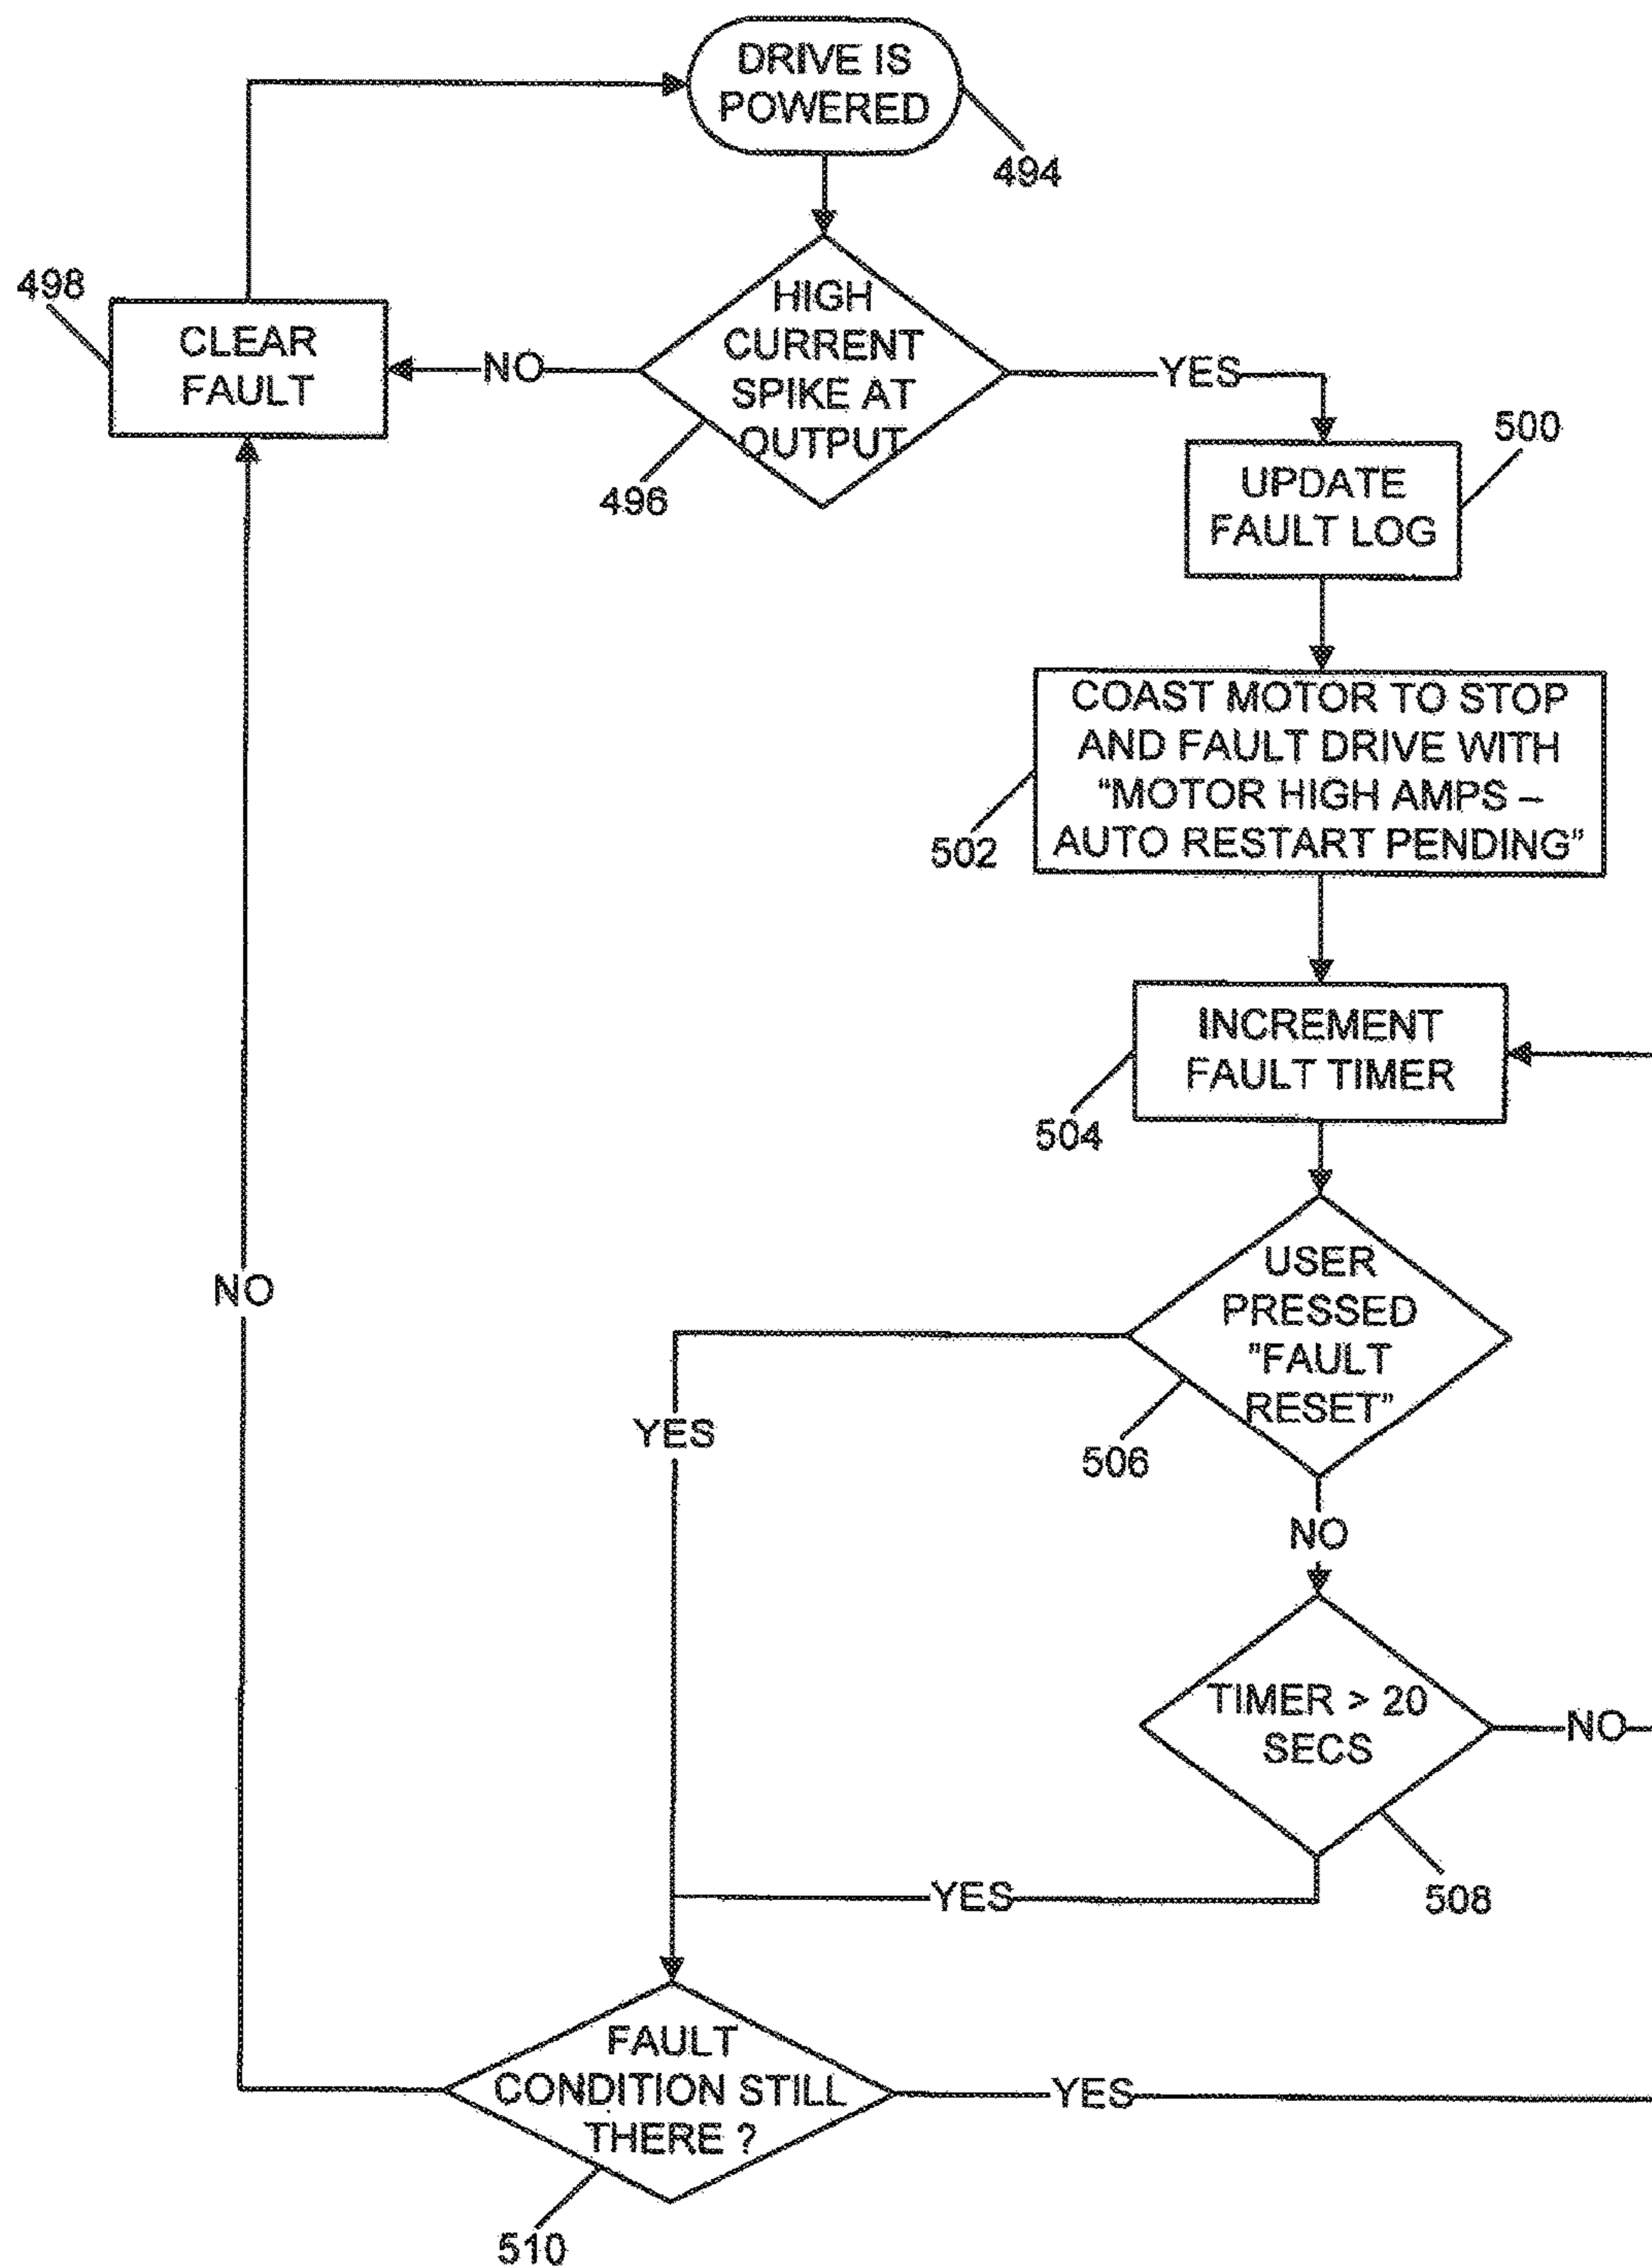 DRIVE IS
POWERED
494
498
CLEAR
FAULT
NO
HIGH
CURRENT
SPIKE AT
OUTPUT
496
YES
500
UPDATE
FAULT LOG
COAST MOTOR TO STOP
AND FAULT DRIVE WITH
“MOTOR HIGH AMPS –
AUTO RESTART PENDING”
502
INCREMENT
FAULT TIMER
504
NO
USER
PRESSED
”FAULT
RESET”
506
YES
NO
TIMER > 20
SECS
NO
508
YES
FAULT
CONDITION STILL
THERE ?
YES
510